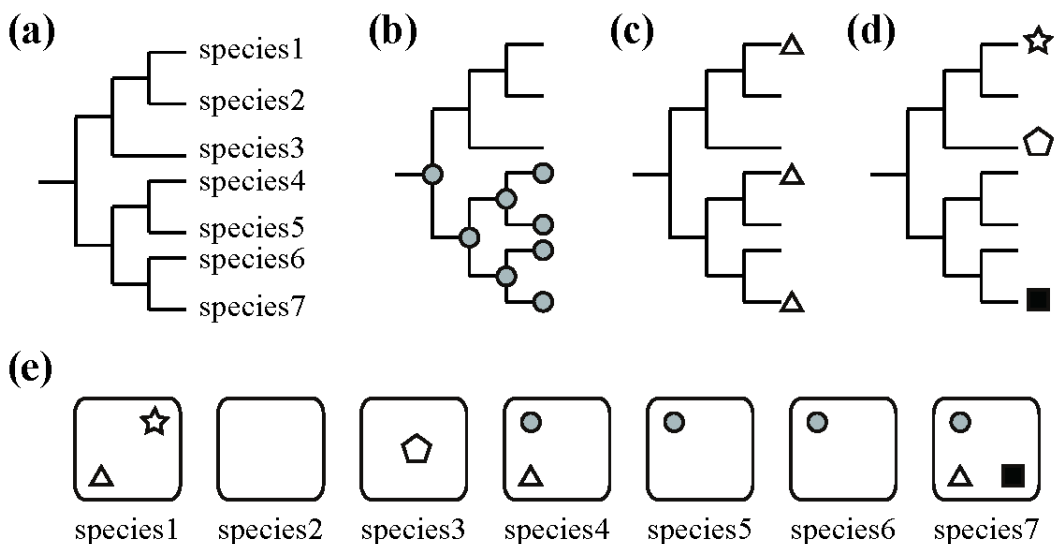 (a)
species1
species2
species3
species4
species5
species6
species7
(b)
(c)
(d)
(e)
species1 species2 species3 species4 species5 species6 species7